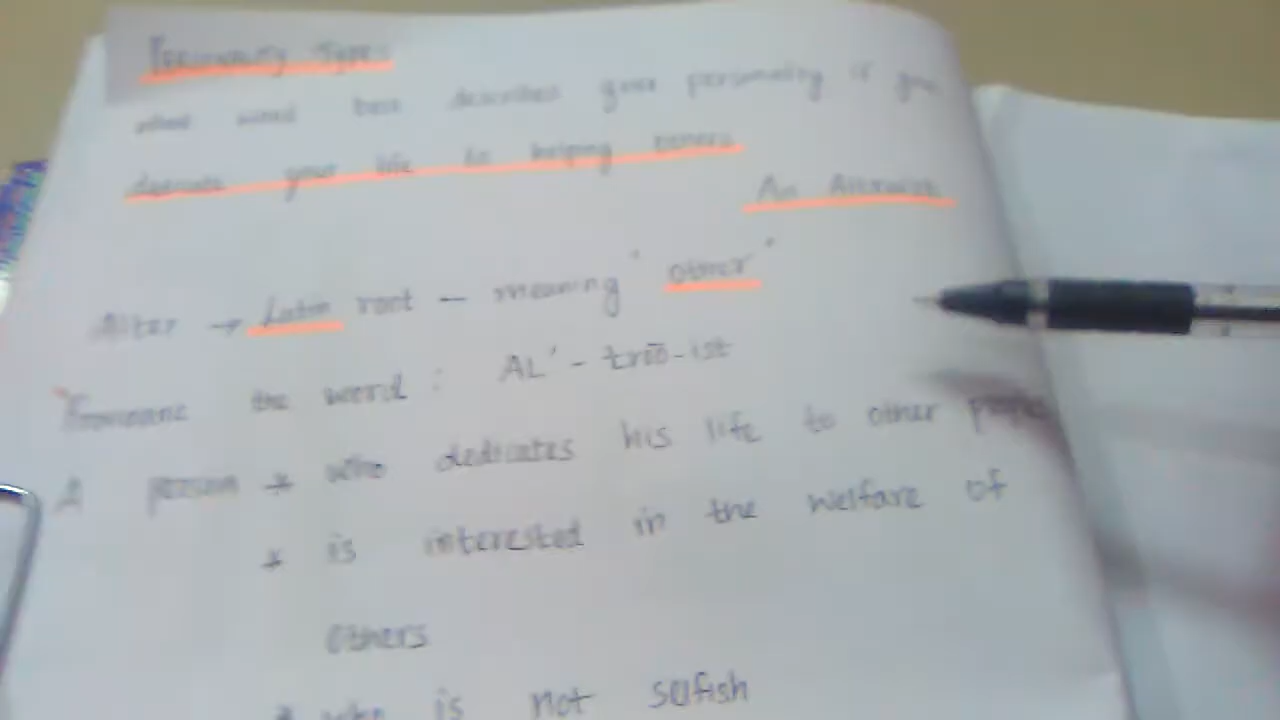 Personality Types
what word best describes your personality if you
dedicate your life to helping others
An Altruist
Alter → Latin root - meaning 'other'
Pronounce the word : AL' - trōō-ist
A person * who dedicates his life to other people
* is interested in the welfare of
others
* who is not selfish